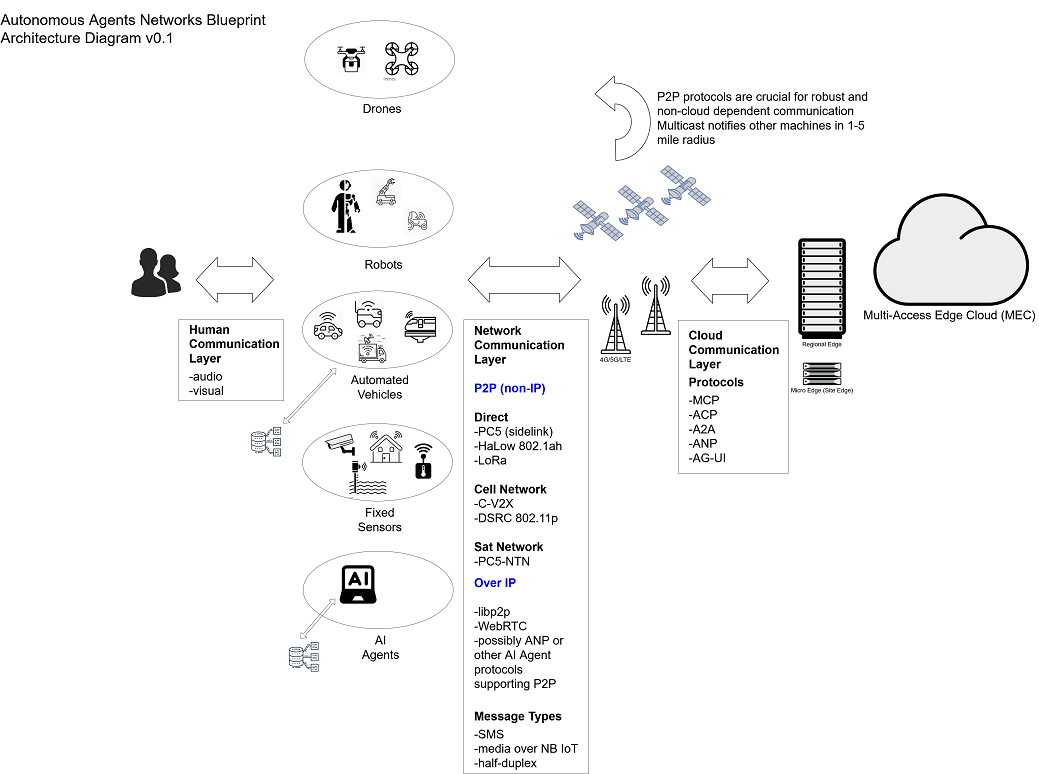 Autonomous Agents Networks Blueprint
Architecture Diagram v0.1
Drones
P2P protocols are crucial for robust and
non-cloud dependent communication
Multicast notifies other machines in 1-5
mile radius
Robots
Human
Communication
Layer
-audio
-visual
Automated
Vehicles
Fixed
Sensors
AI
AI
Agents
Network
Communication
Layer
P2P (non-IP)
Direct
-PC5 (sidelink)
-HaLow 802.1ah
-LoRa
Cell Network
-C-V2X
-DSRC 802.11p
Sat Network
-PC5-NTN
Over IP
-libp2p
-WebRTC
-possibly ANP or
other AI Agent
protocols
supporting P2P
Message Types
-SMS
-media over NB IoT
-half-duplex
4G/5G/LTE
Cloud
Communication
Layer
Protocols
-MCP
-ACP
-A2A
-ANP
-AG-UI
Regional Edge
Micro Edge (Site Edge)
Multi-Access Edge Cloud (MEC)